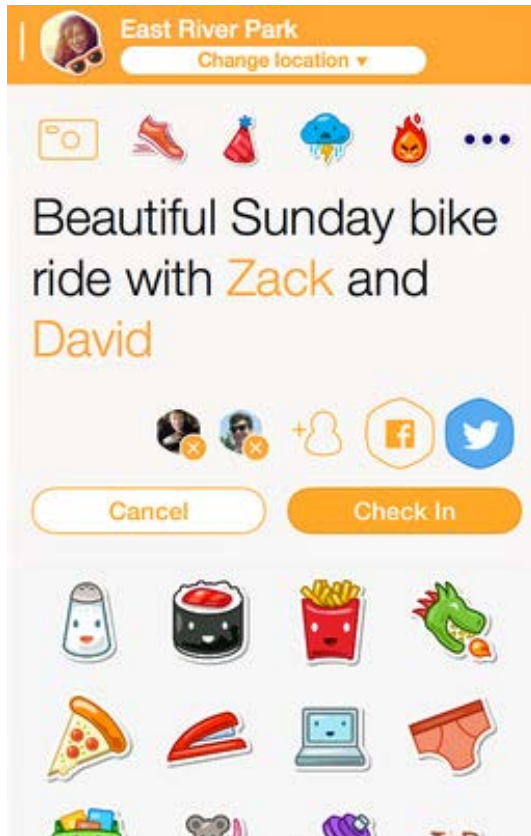 East River Park
Change location ▾
Beautiful Sunday bike
ride with Zack and
David
Cancel
Check In